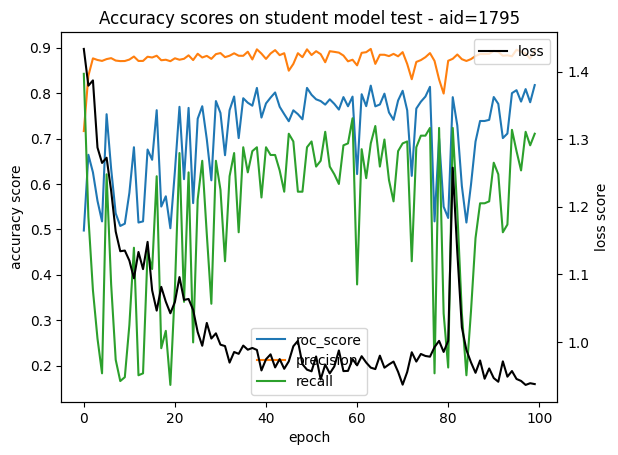 Accuracy scores on student model test - aid=1795
loss
accuracy score
0.9
0.8
0.7
0.6
0.5
0.4
0.3
0.2
1.4
1.3
1.2
1.1
1.0
loss score
roc_score
precision
recall
0
20
40
60
80
100
epoch